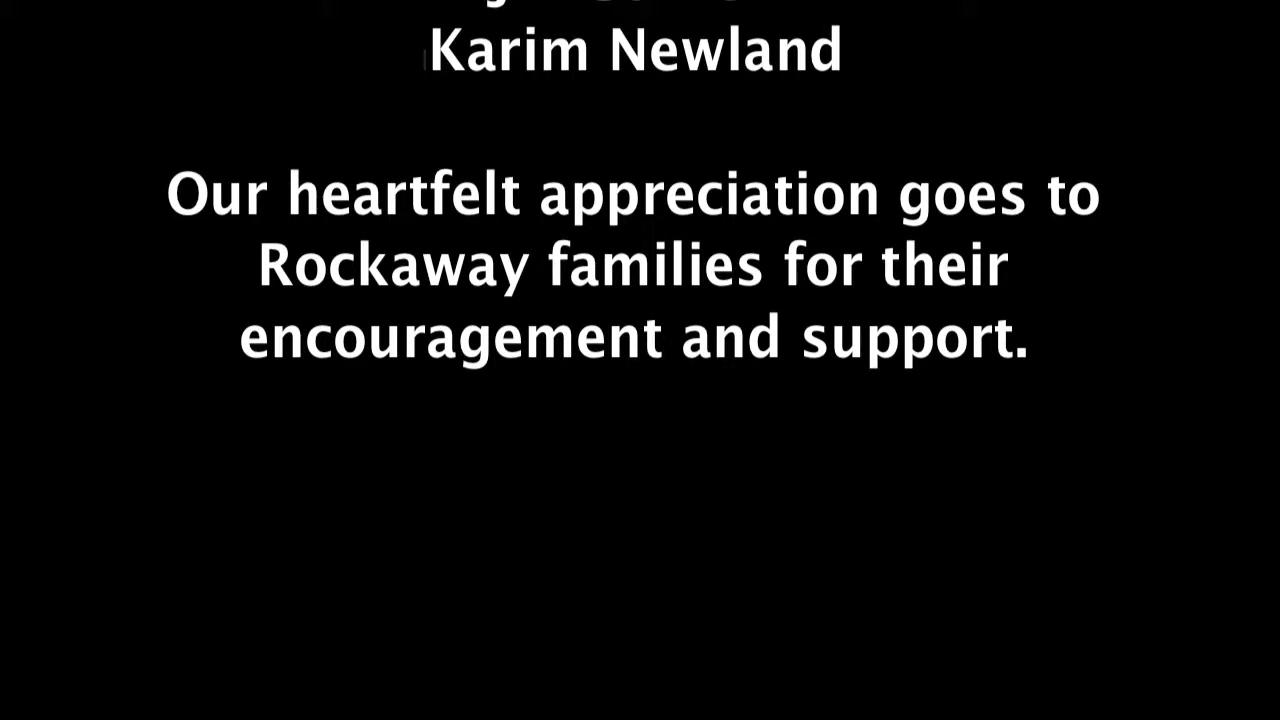 Karim Newland
Our heartfelt appreciation goes to
Rockaway families for their
encouragement and support.